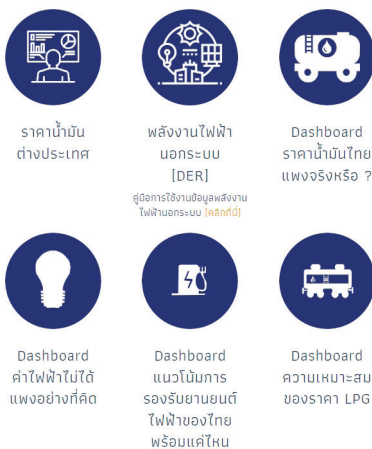 ราคาน้ำมัน
ต่างประเทศ
พลังงานไฟฟ้า
นอกระบบ
[DER]
คู่มือการใช้งานข้อมูลพลังงาน
ไฟฟ้านอกระบบ [คลิกที่นี่]
Dashboard
ราคาน้ำมันไทย
แพงจริงหรือ ?
Dashboard
ค่าไฟฟ้าไม่ได้
แพงอย่างที่คิด
Dashboard
แนวโน้มการ
รองรับยานยนต์
ไฟฟ้าของไทย
พร้อมแค่ไหน
Dashboard
ความเหมาะสม
ของราคา LPG